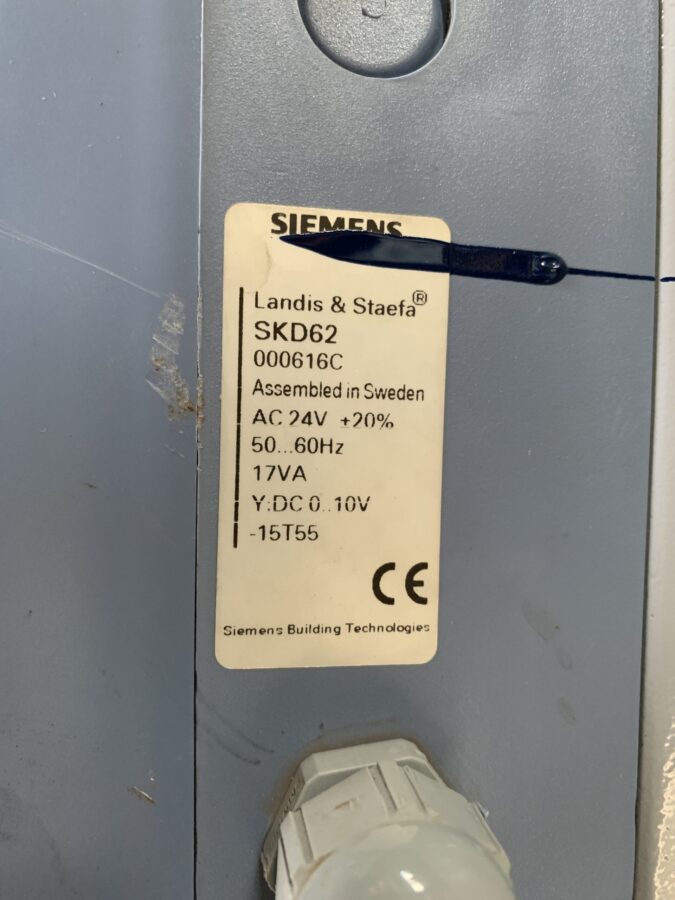 SIEMENS
Landis & Staefa®
SKD62
000616C
Assembled in Sweden
AC 24V ±20%
50...60Hz
17VA
Y:DC 0..10V
-15T55
CE
Siemens Building Technologies